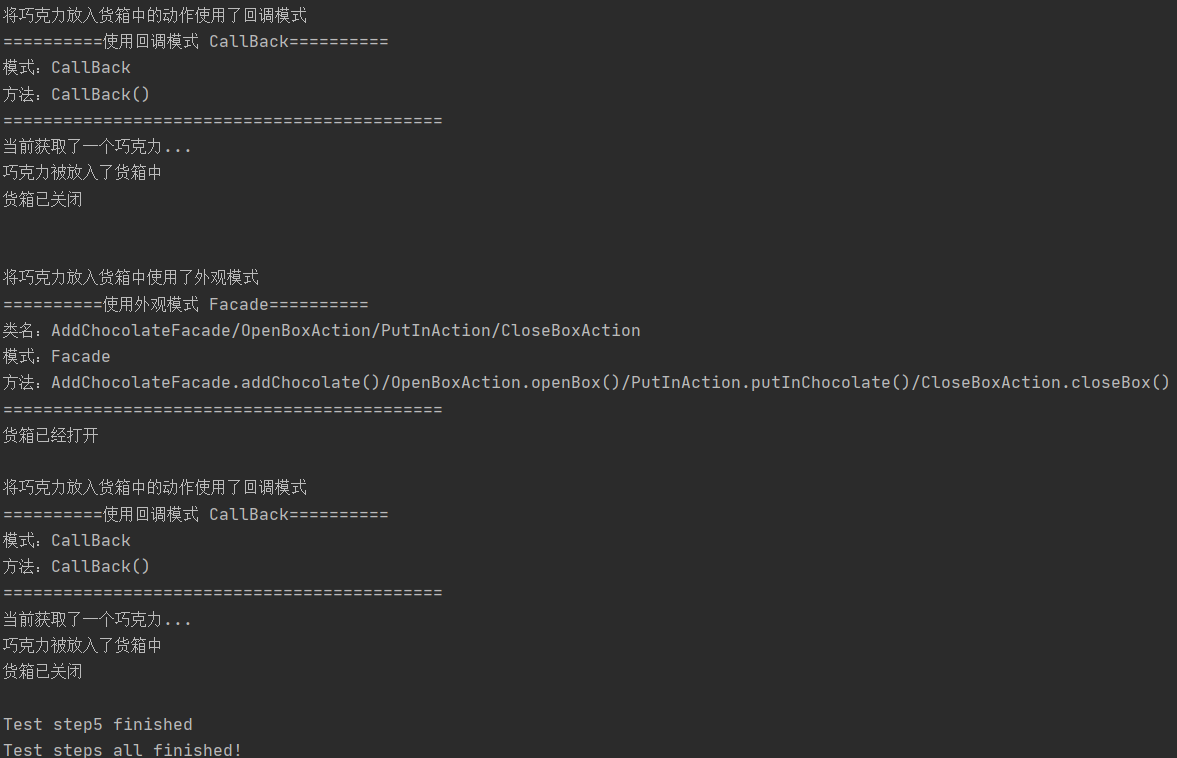 将巧克力放入货箱中的动作使用了回调模式
==========使用回调模式 CallBack==========
模式：CallBack
方法：CallBack()
============================================
当前获取了一个巧克力...
巧克力被放入了货箱中
货箱已关闭
将巧克力放入货箱中使用了外观模式
==========使用外观模式 Facade==========
类名：AddChocolateFacade/OpenBoxAction/PutInAction/CloseBoxAction
模式：Facade
方法：AddChocolateFacade.addChocolate()/OpenBoxAction.openBox()/PutInAction.putInChocolate()/CloseBoxAction.closeBox()
============================================
货箱已经打开
将巧克力放入货箱中的动作使用了回调模式
==========使用回调模式 CallBack==========
模式：CallBack
方法：CallBack()
============================================
当前获取了一个巧克力...
巧克力被放入了货箱中
货箱已关闭
Test step5 finished
Test steps all finished!